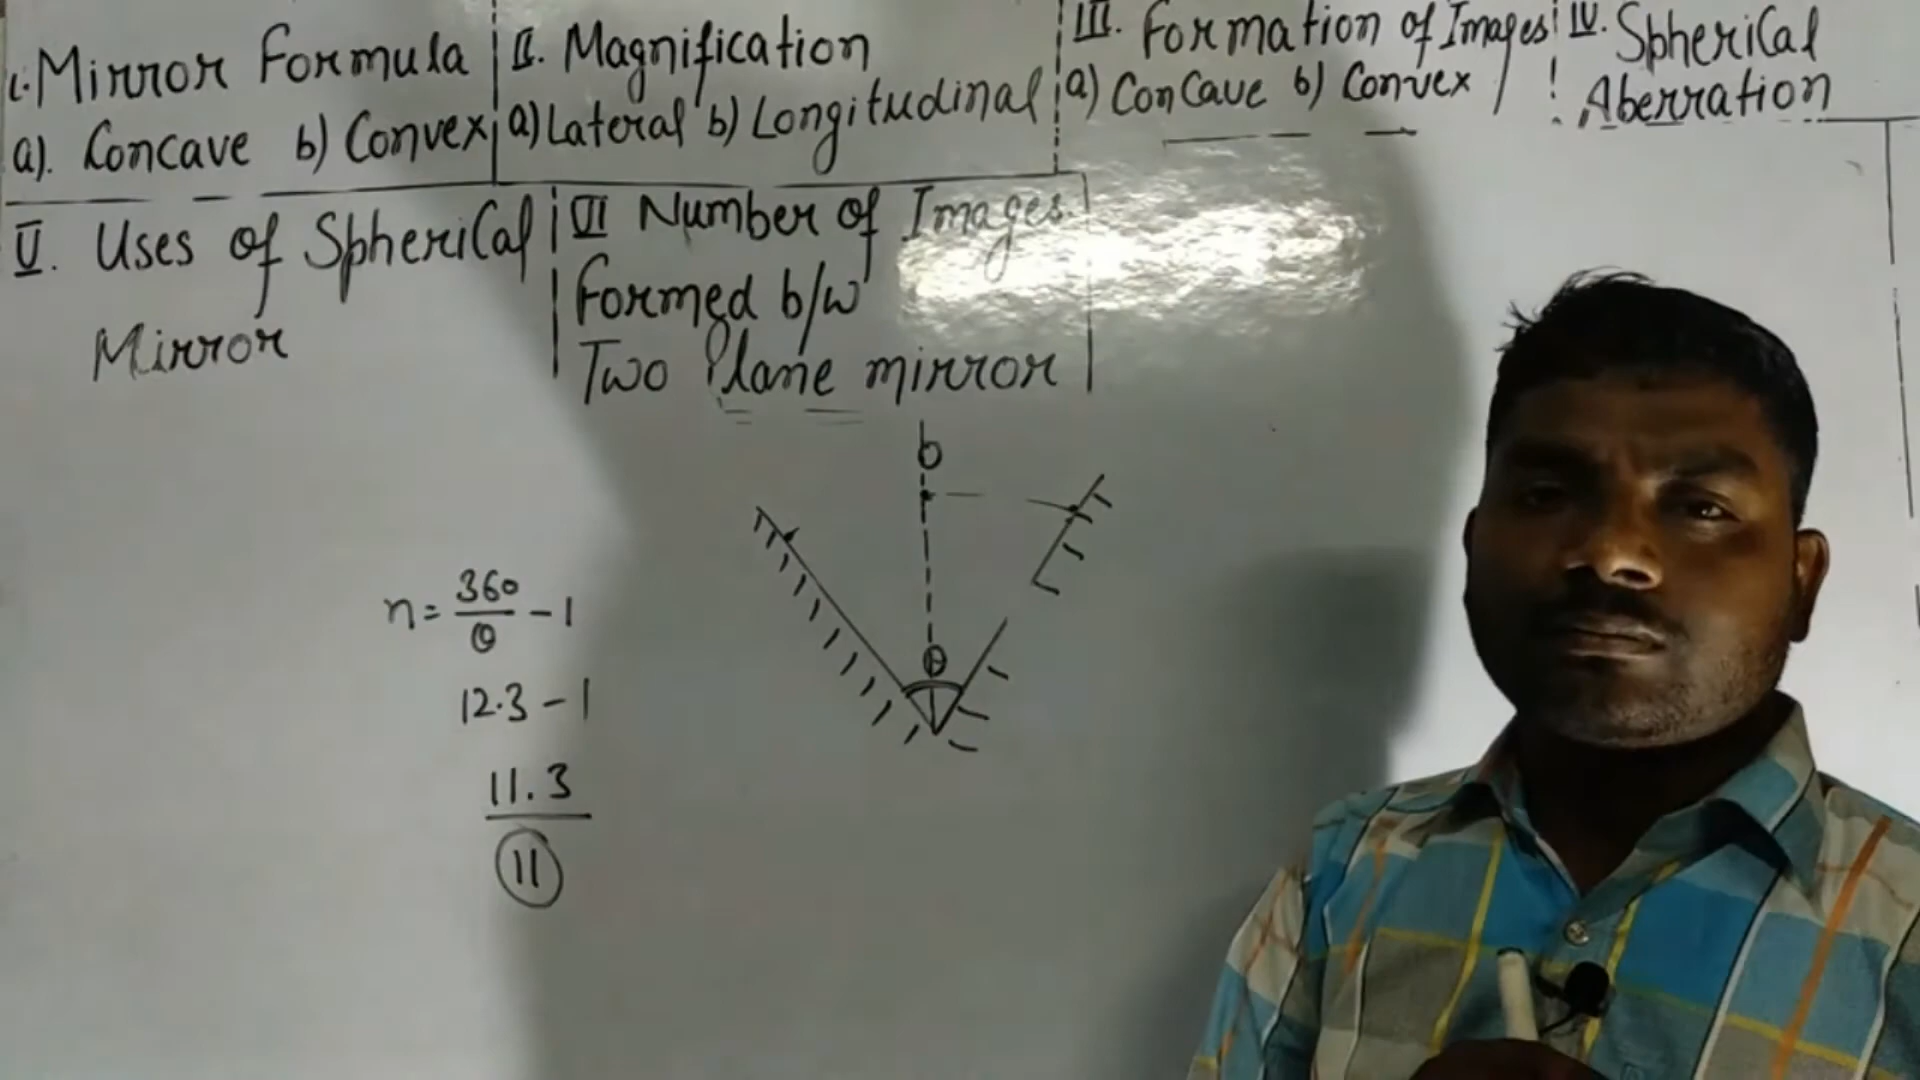 I. Mirror Formula
a). Concave b) Convex
II. Magnification
a) Lateral b) Longitudinal
III. Formation of Images
a) Concave b) Convex
IV. Spherical
Aberration
V. Uses of Spherical
Mirror
VI Number of Images
formed b/w
Two Plane mirror
b
θ
n = 360/θ - 1
12.3 - 1
11.3
11